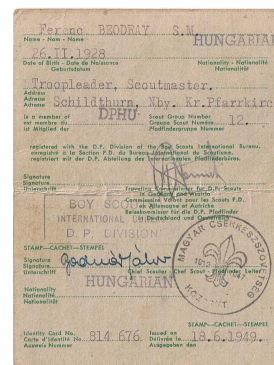 Ferenc BEODRAY S.M.
Name - Nom - Name
HUNGARIAN
26.II.1928
Date of Birth - Date de Naissance
Geburtsdatum
Nationality - Nationalité
Nationalität
Troopleader, Scoutmaster.
Address
Adresse
Adresse
Schildthurn, Nby. Kr.Pfarrkirc
is a member of
est membre du
ist Mitglied der
DPHU
Scout Group Number
Groupe Scout Numéro
Pfadfindergruppe Nummer
12.
registered with the D.P. Division of the Boy Scouts International Bureau.
enregistré à la Section P.D. du Bureau International du Scoutisme.
registriert mit der D.P. Abteilung des Internationalen Pfadfinderbüros.
Signature
Signature
Unterschrift
Travelling Commissioner for DP-Scouts
in Germany and Austria
Commissaire Volant pour les Scouts P.D.
en Allemagne et Autriche
Reisekommissar für die DP. Pfadfinder
in Deutschland und Oesterreich
BOY SCOUTS
INTERNATIONAL
D. P. DIVISION
STAMP—CACHET—STEMPEL
Signature
Signature
Unterschrift
Chief Scouter - Chef Scout - Pfadfinder Leiter
Nationality
Nationalité
Nationalität
HUNGARIAN
MAGYAR CSERKÉSZSZÖVETSÉG
STAMP—CACHET—STEMPEL
Identity Card No.
Carte d'Identité No.
Ausweis Nummer
814.676.
Issued on
Délivrée le
Ausgegeben den
18.6.1949.